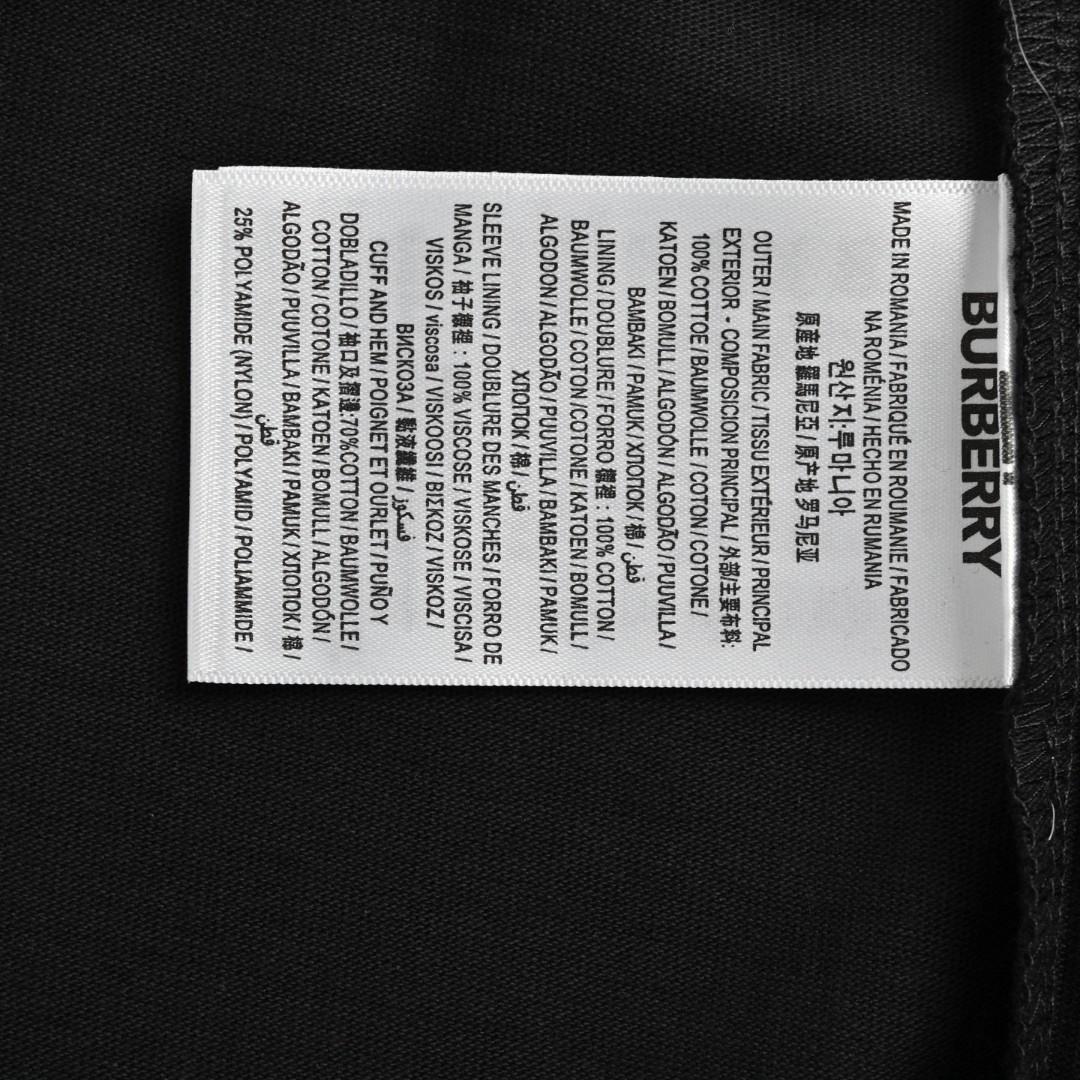 BURBERRY
MADE IN ROMANIA / FABRIQUÉ EN ROUMANIE / FABRICADO
NA ROMÉNIA / HECHO EN RUMANIA
원산지:루마니아
原産地 羅馬尼亞 / 原产地 罗马尼亚
OUTER / MAIN FABRIC / TISSU EXTÉRIEUR / PRINCIPAL
EXTERIOR - COMPOSICION PRINCIPAL / 外部/主要布料:
100% COTTOE / BAUMWOLLE / COTON / COTONE /
KATOEN / BOMULL / ALGODÓN / ALGODÃO / PUUVILLA /
BAMBAKI / PAMUK / ХΠΟΠΟΚ / 棉 / قطن
LINING / DOUBLURE / FORRO 襯裡 : 100% COTTON /
BAUMWOLLE / COTON /COTONE / KATOEN / BOMULL /
ALGODON / ALGODÃO / PUUVILLA / BAMBAKI / PAMUK /
ХΠΟΠΟΚ / 棉 / قطن
SLEEVE LINING / DOUBLURE DES MANCHES / FORRO DE
MANGA / 袖子襯裡 : 100% VISCOSE / VISKOSE / VISCISA /
VISKOS / viscosa / VISKOOSI / ΒΙΣΚΟΖ / VISKOZ /
ВИСКОЗА / 黏液纖維 / فسكوز
CUFF AND HEM / POIGNET ET OURLET / PUÑO Y
DOBLADILLO / 袖口及摺邊:70%COTTON / BAUMWOLLE /
COTTON / COTONE / KATOEN / BOMULL / ALGODÓN /
ALGODÃO / PUUVILLA / BAMBAKI / PAMUK / ХΠΟΠΟΚ / 棉 /
قطن
25% POLYAMIDE (NYLON) / POLYAMID / POLIAMMIDE /